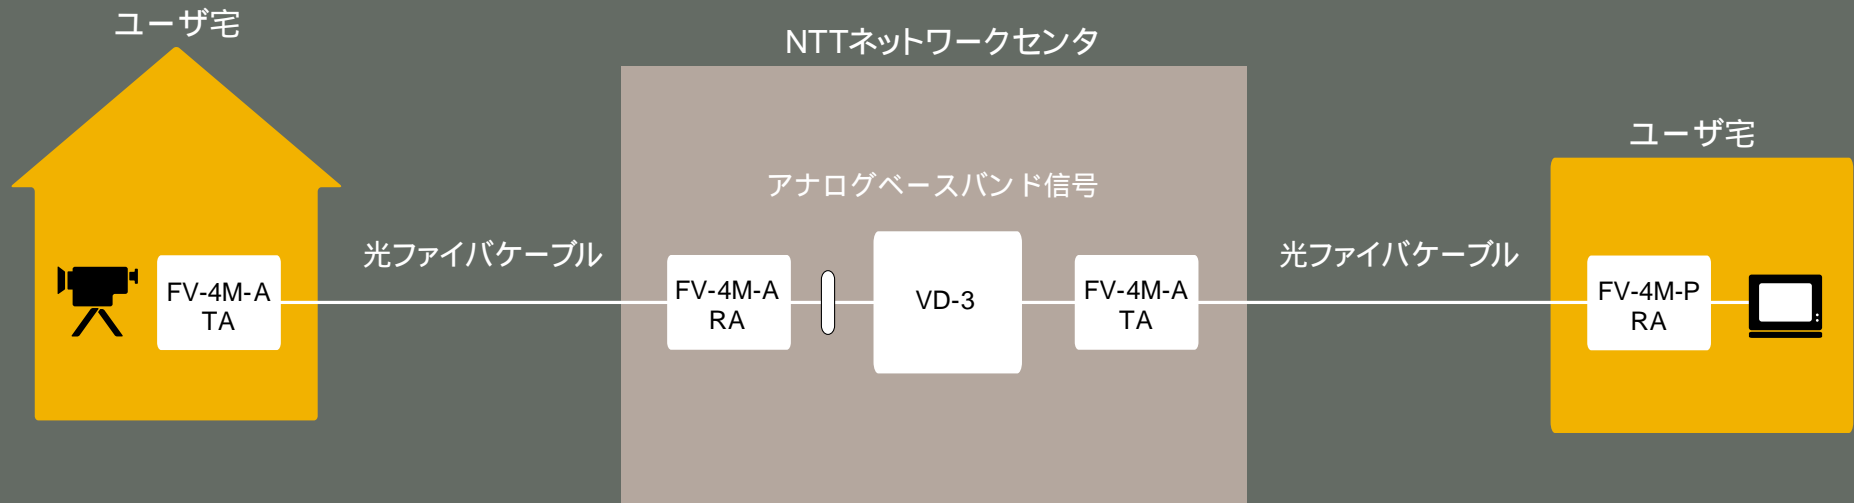 ユーザ宅
NTTネットワークセンタ
ユーザ宅
アナログベースバンド信号
光ファイバケーブル
光ファイバケーブル
FV-4M-A
TA
FV-4M-A
RA
VD-3
FV-4M-A
TA
FV-4M-P
RA